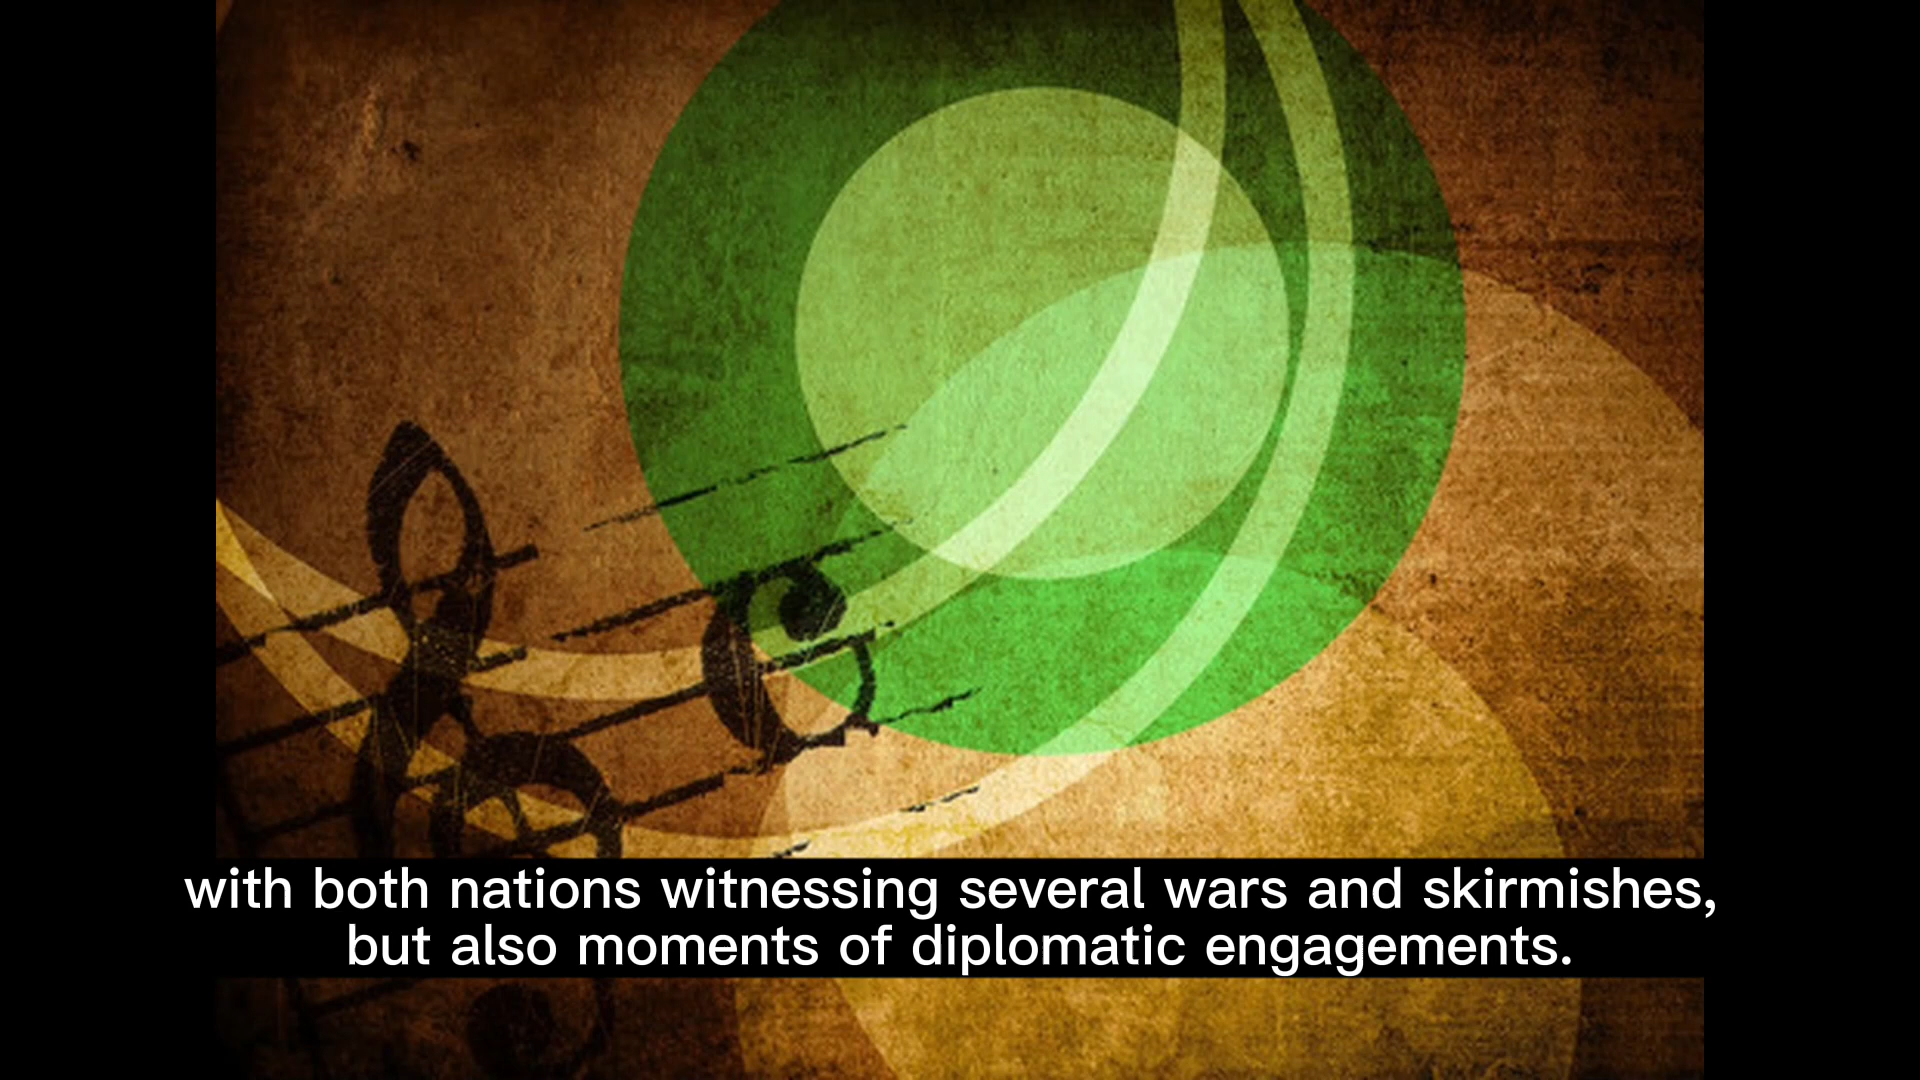 with both nations witnessing several wars and skirmishes,
but also moments of diplomatic engagements.